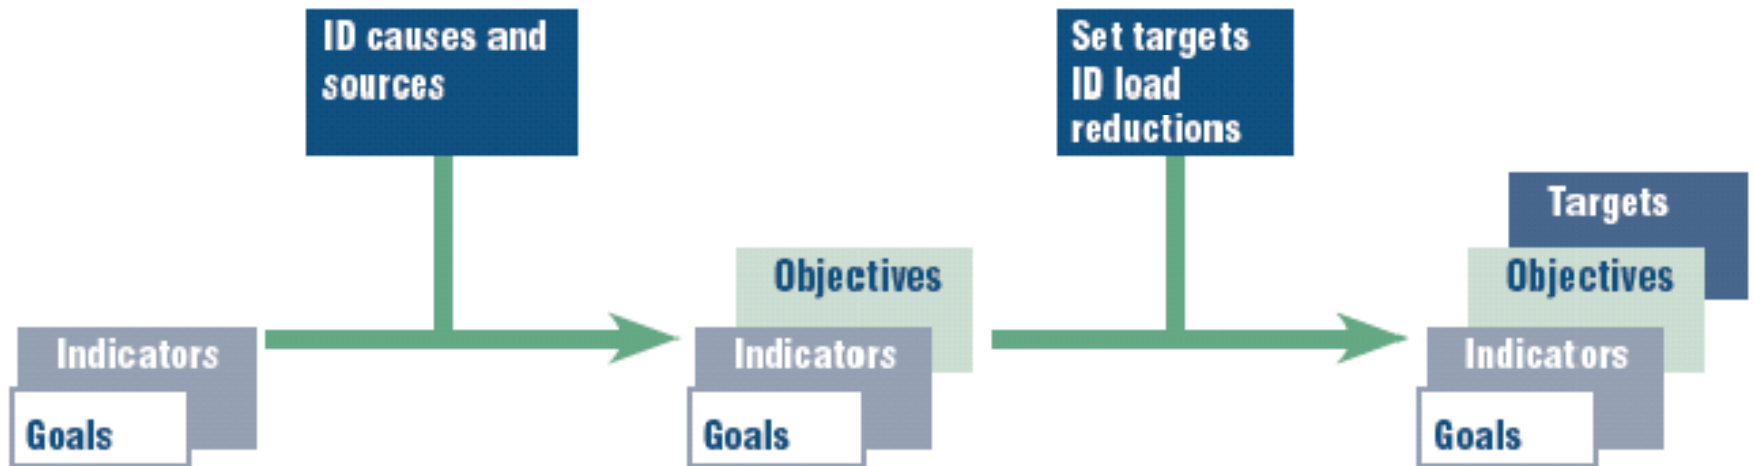 ID causes and
sources
Set targets
ID load
reductions
Indicators
Goals
Objectives
Indicators
Goals
Targets
Objectives
Indicators
Goals